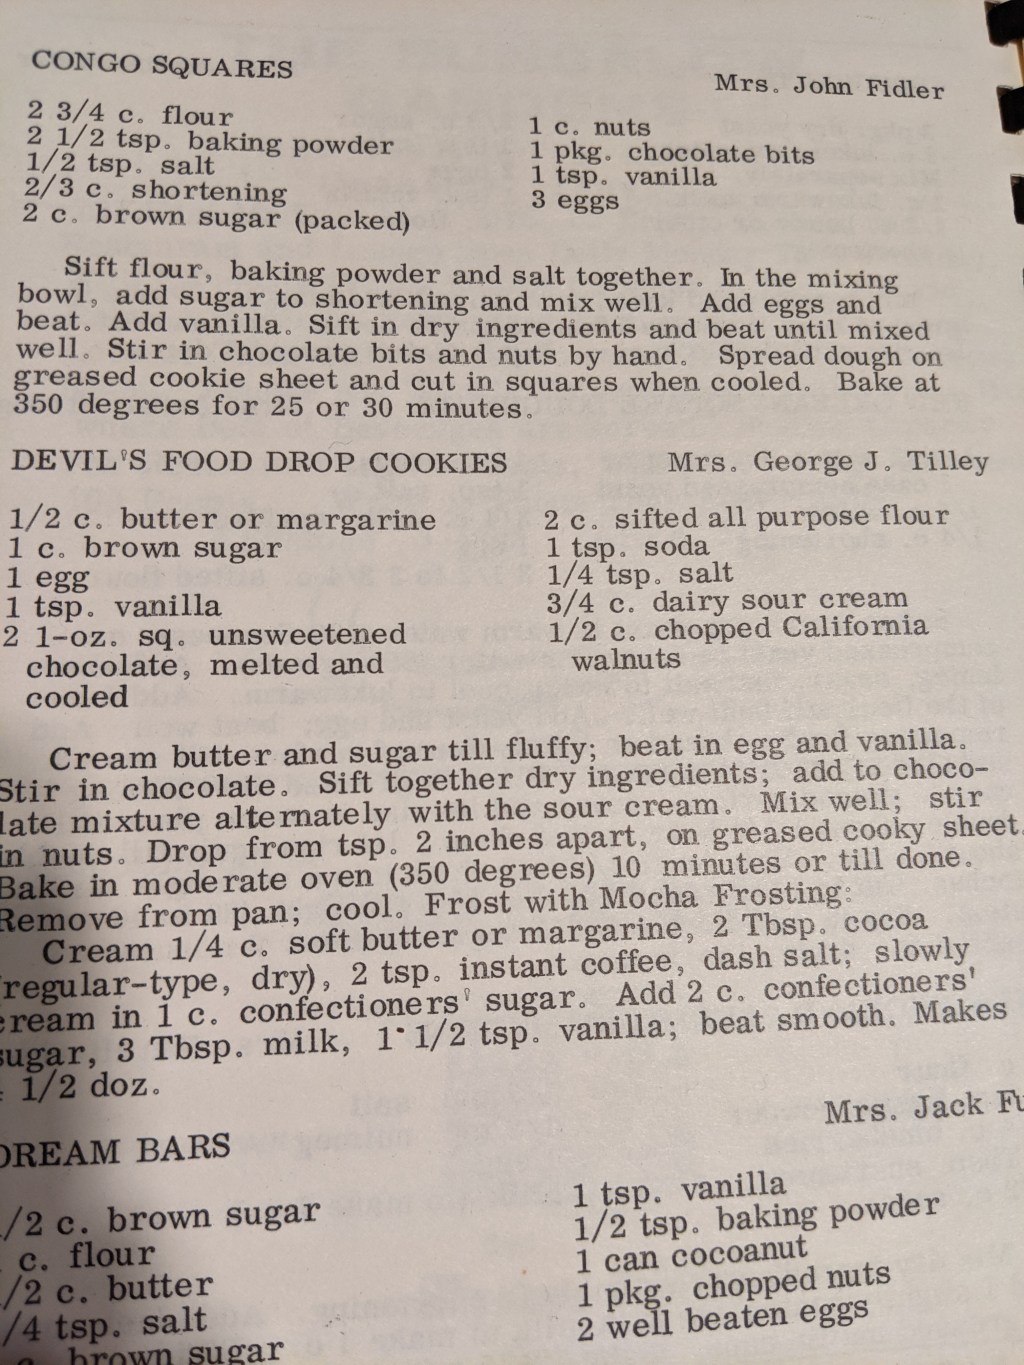 CONGO SQUARES
Mrs. John Fidler
2 3/4 c. flour
2 1/2 tsp. baking powder
1/2 tsp. salt
2/3 c. shortening
2 c. brown sugar (packed)
1 c. nuts
1 pkg. chocolate bits
1 tsp. vanilla
3 eggs
Sift flour, baking powder and salt together. In the mixing
bowl, add sugar to shortening and mix well. Add eggs and
beat. Add vanilla. Sift in dry ingredients and beat until mixed
well. Stir in chocolate bits and nuts by hand. Spread dough on
greased cookie sheet and cut in squares when cooled. Bake at
350 degrees for 25 or 30 minutes.
DEVIL'S FOOD DROP COOKIES
Mrs. George J. Tilley
1/2 c. butter or margarine
1 c. brown sugar
1 egg
1 tsp. vanilla
2 1-oz. sq. unsweetened
chocolate, melted and
cooled
2 c. sifted all purpose flour
1 tsp. soda
1/4 tsp. salt
3/4 c. dairy sour cream
1/2 c. chopped California
walnuts
Cream butter and sugar till fluffy; beat in egg and vanilla.
Stir in chocolate. Sift together dry ingredients; add to choco-
late mixture alternately with the sour cream. Mix well; stir
in nuts. Drop from tsp. 2 inches apart, on greased cooky sheet.
Bake in moderate oven (350 degrees) 10 minutes or till done.
Remove from pan; cool. Frost with Mocha Frosting:
Cream 1/4 c. soft butter or margarine, 2 Tbsp. cocoa
regular-type, dry), 2 tsp. instant coffee, dash salt; slowly
cream in 1 c. confectioners' sugar. Add 2 c. confectioners'
sugar, 3 Tbsp. milk, 1 1/2 tsp. vanilla; beat smooth. Makes
1/2 doz.
Mrs. Jack
DREAM BARS
/2 c. brown sugar
c. flour
/2 c. butter
/4 tsp. salt
c. brown sugar
1 tsp. vanilla
1/2 tsp. baking powder
1 can cocoanut
1 pkg. chopped nuts
2 well beaten eggs